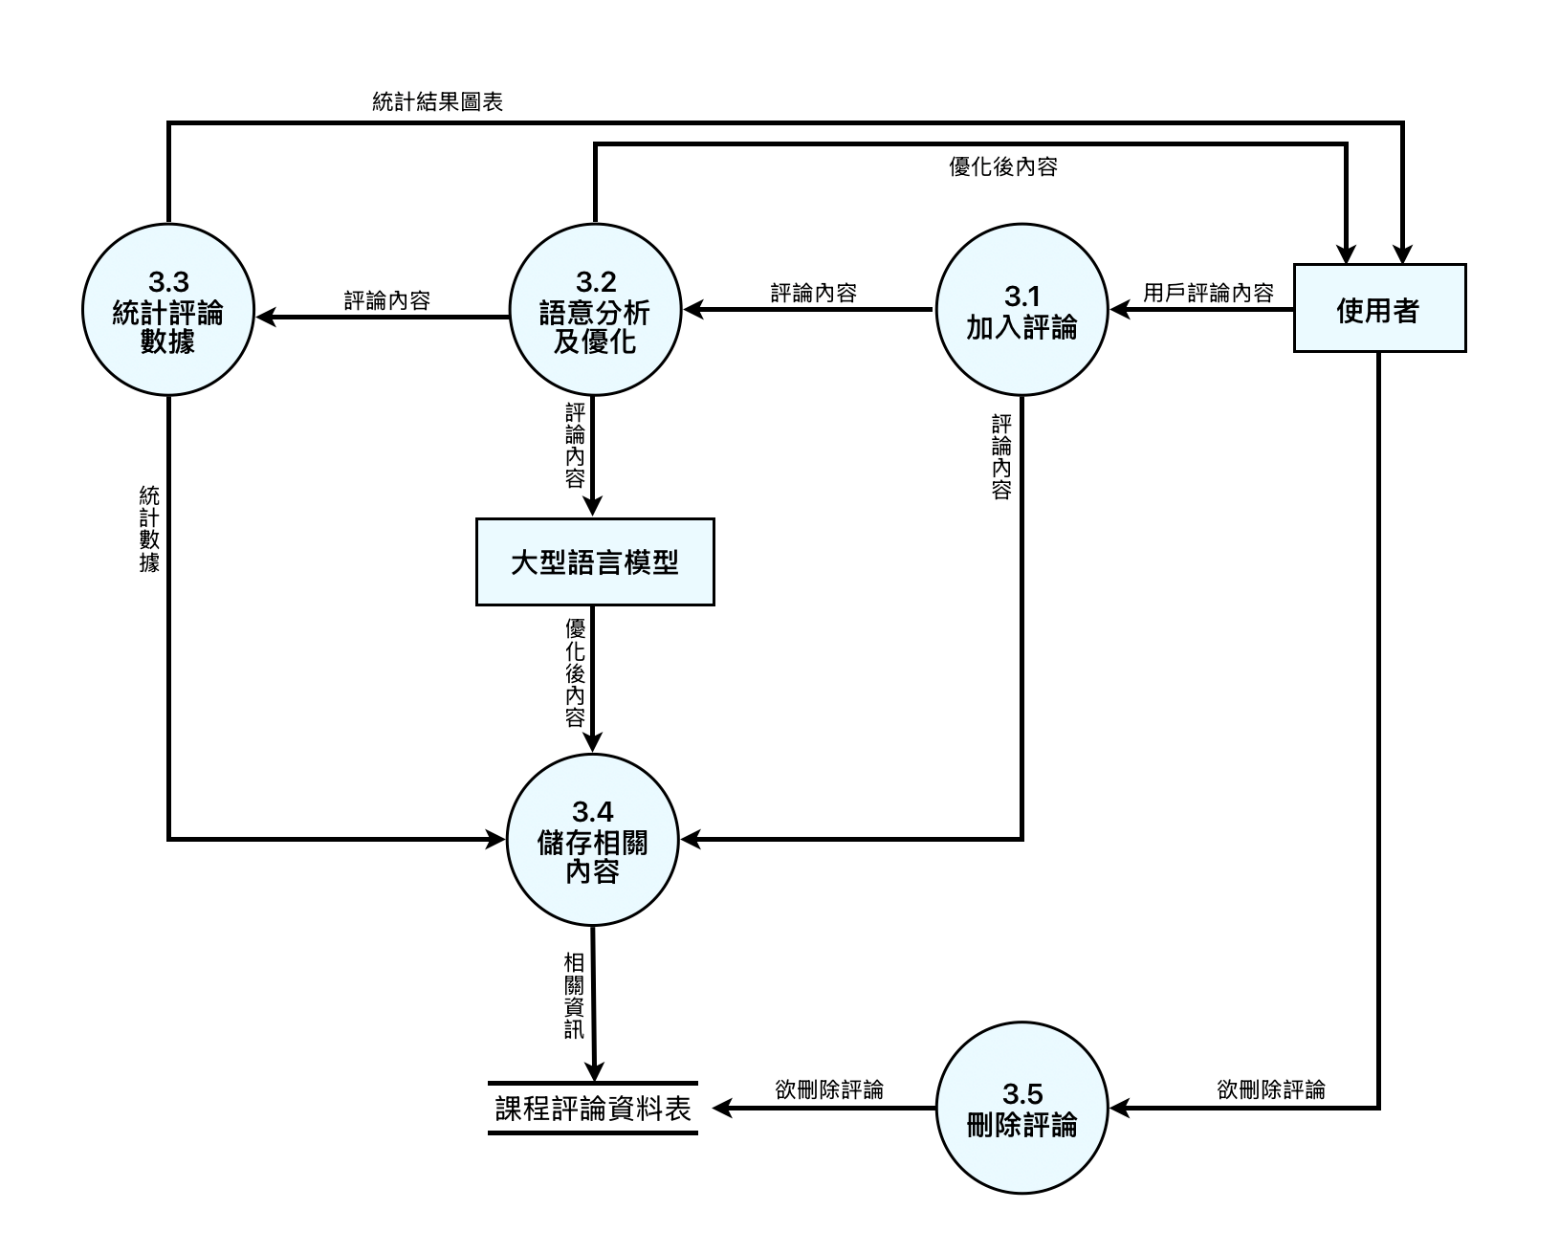 統計結果圖表
優化後內容
3.3
統計評論
數據
評論內容
3.2
語意分析
及優化
評論內容
3.1
加入評論
用戶評論內容
使用者
評論內容
評論內容
統計數據
大型語言模型
優化後內容
3.4
儲存相關
內容
相關資訊
課程評論資料表
欲刪除評論
3.5
刪除評論
欲刪除評論